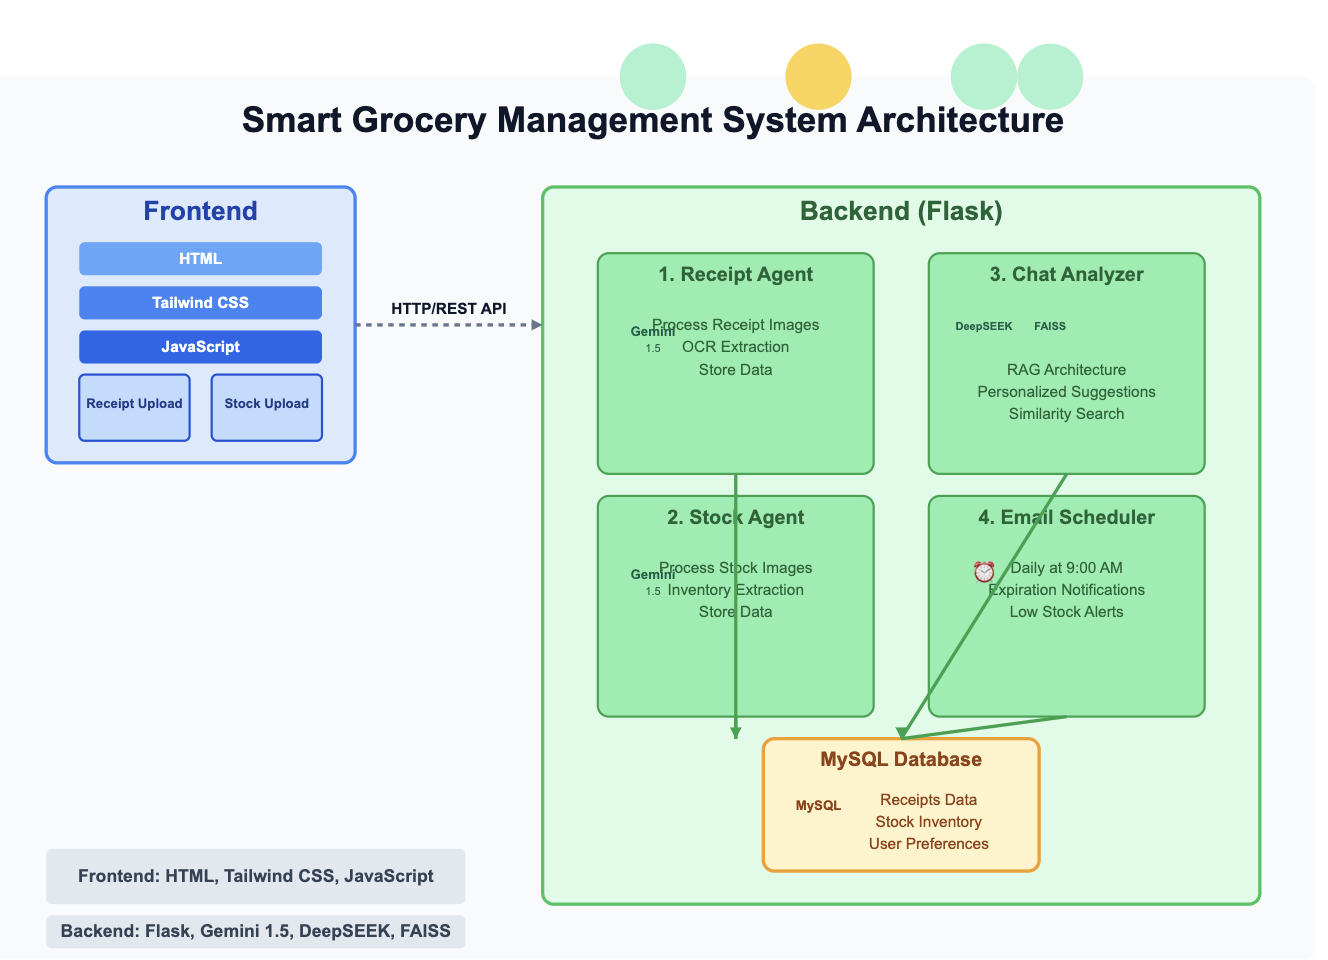 Smart Grocery Management System Architecture
Frontend
HTML
Tailwind CSS
JavaScript
Receipt Upload
Stock Upload
HTTP/REST API
Backend (Flask)
1. Receipt Agent
Gemini
1.5
Process Receipt Images
OCR Extraction
Store Data
3. Chat Analyzer
DeepSEEK
FAISS
RAG Architecture
Personalized Suggestions
Similarity Search
2. Stock Agent
Gemini
1.5
Process Stock Images
Inventory Extraction
Store Data
4. Email Scheduler
Daily at 9:00 AM
Expiration Notifications
Low Stock Alerts
MySQL Database
MySQL
Receipts Data
Stock Inventory
User Preferences
Frontend: HTML, Tailwind CSS, JavaScript
Backend: Flask, Gemini 1.5, DeepSEEK, FAISS